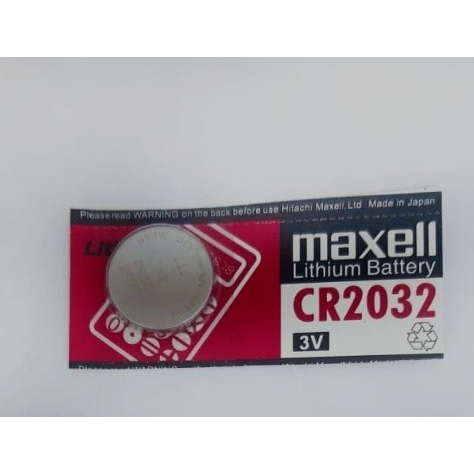 Please read WARNING on the back before use Hitachi Maxell.Ltd Made in Japan
maxell
Lithium Battery
CR2032
3V